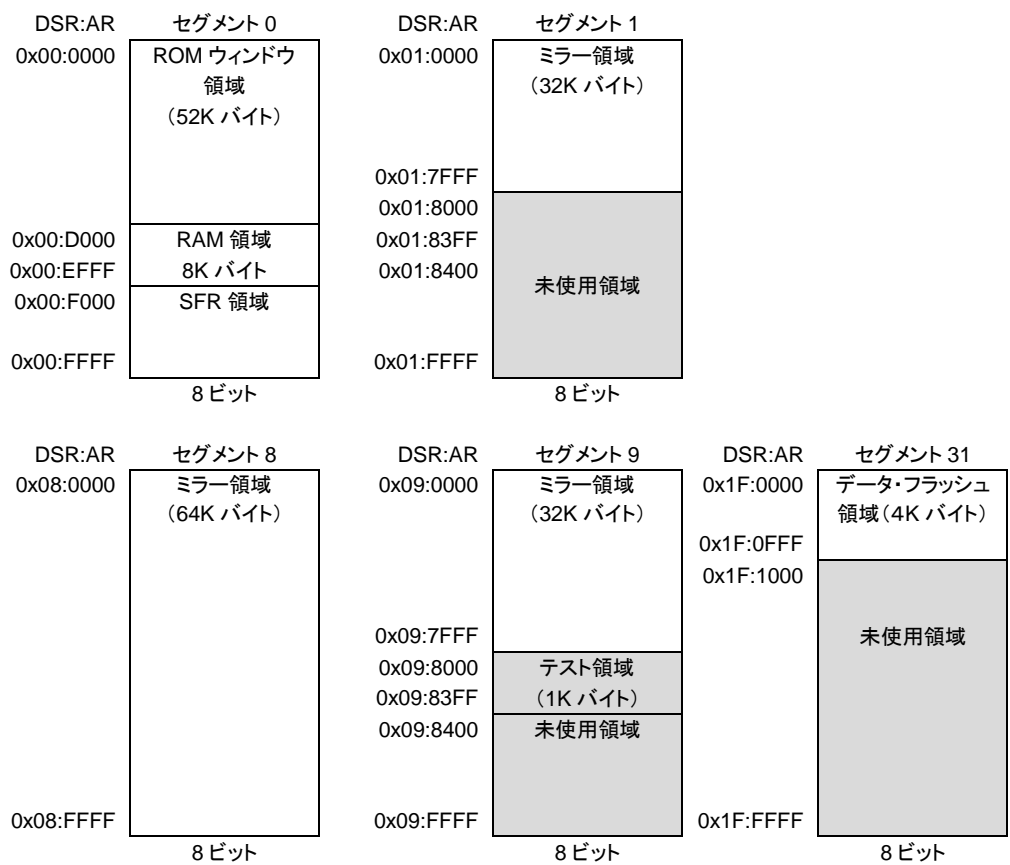 DSR:AR セグメント 0
0x00:0000 ROM ウィンドウ
領域
(52K バイト)
0x00:D000 RAM 領域
0x00:EFFF 8K バイト
0x00:F000 SFR 領域
0x00:FFFF
8 ビット
DSR:AR セグメント 1
0x01:0000 ミラー領域
(32K バイト)
0x01:7FFF
0x01:8000
0x01:83FF
0x01:8400
未使用領域
0x01:FFFF
8 ビット
DSR:AR セグメント 8
0x08:0000 ミラー領域
(64K バイト)
0x08:FFFF
8 ビット
DSR:AR セグメント 9
0x09:0000 ミラー領域
(32K バイト)
0x09:7FFF
0x09:8000 テスト領域
0x09:83FF (1K バイト)
0x09:8400 未使用領域
0x09:FFFF
8 ビット
DSR:AR セグメント 31
0x1F:0000 データ・フラッシュ
領域(4K バイト)
0x1F:0FFF
0x1F:1000
未使用領域
0x1F:FFFF
8 ビット